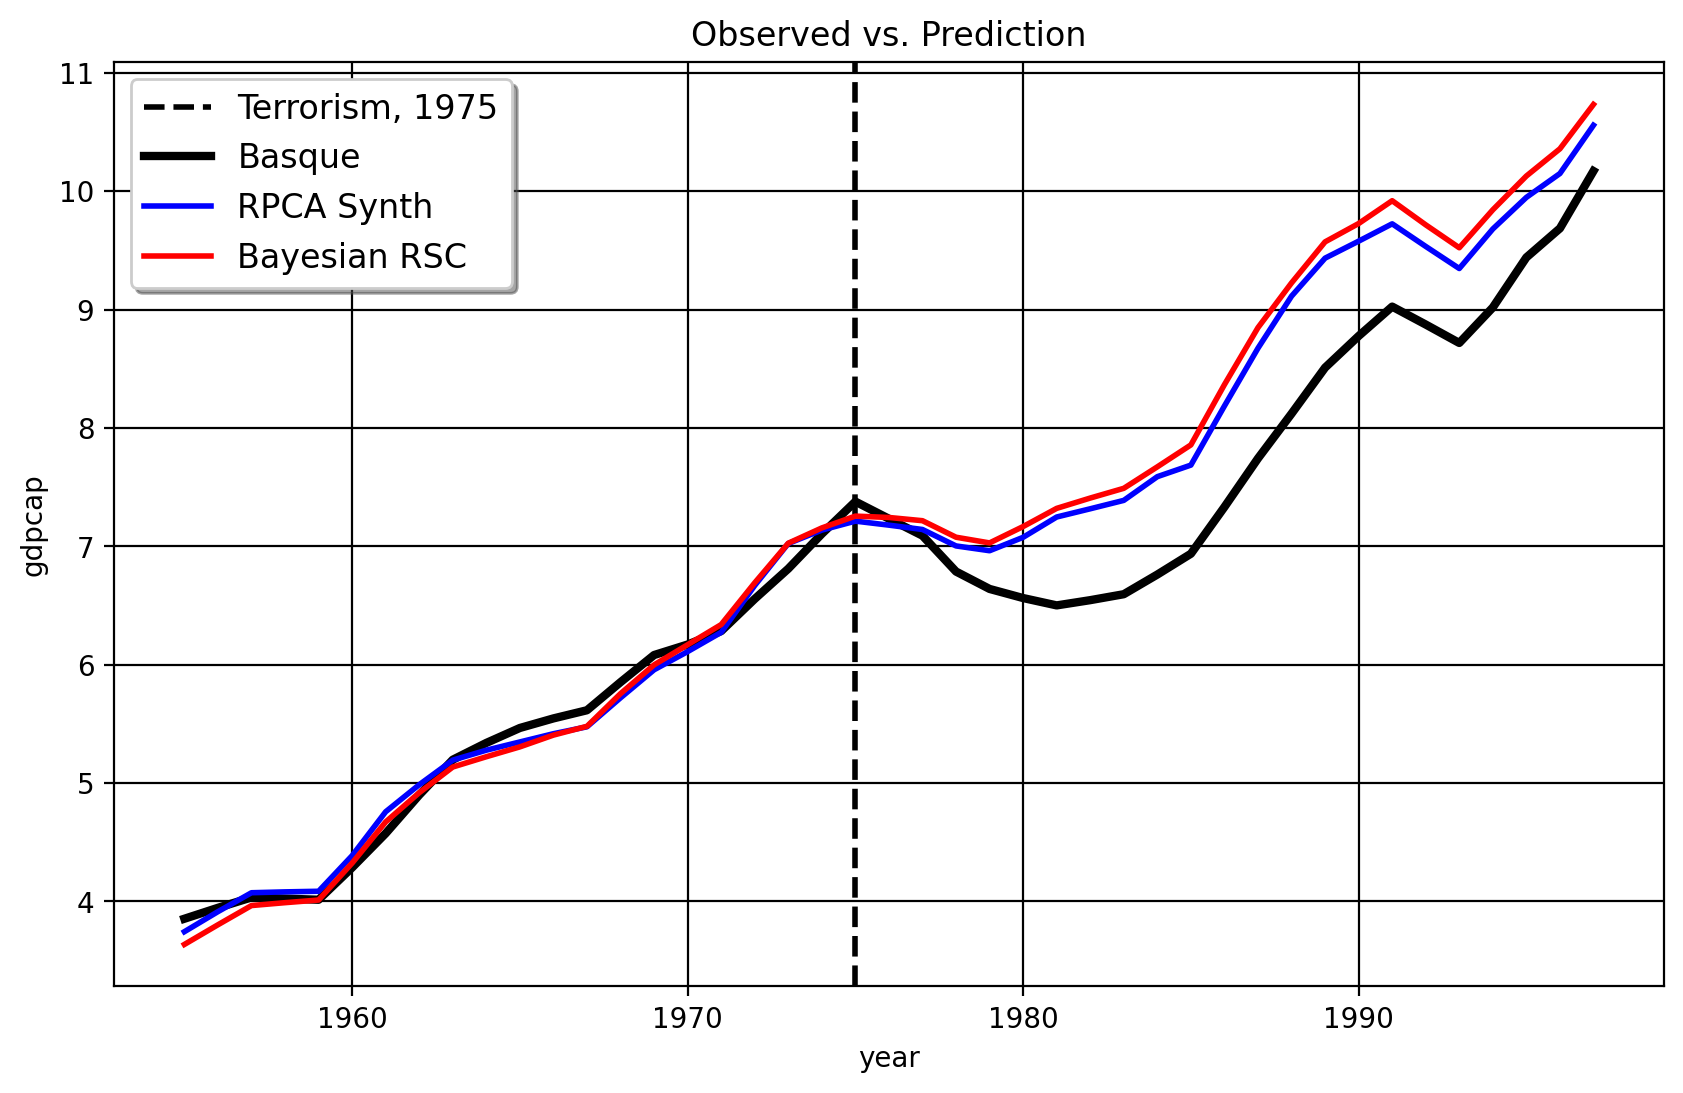 Observed vs. Prediction
11
10
9
8
7
6
5
4
gdpcap
Terrorism, 1975
Basque
RPCA Synth
Bayesian RSC
1960
1970
1980
1990
year